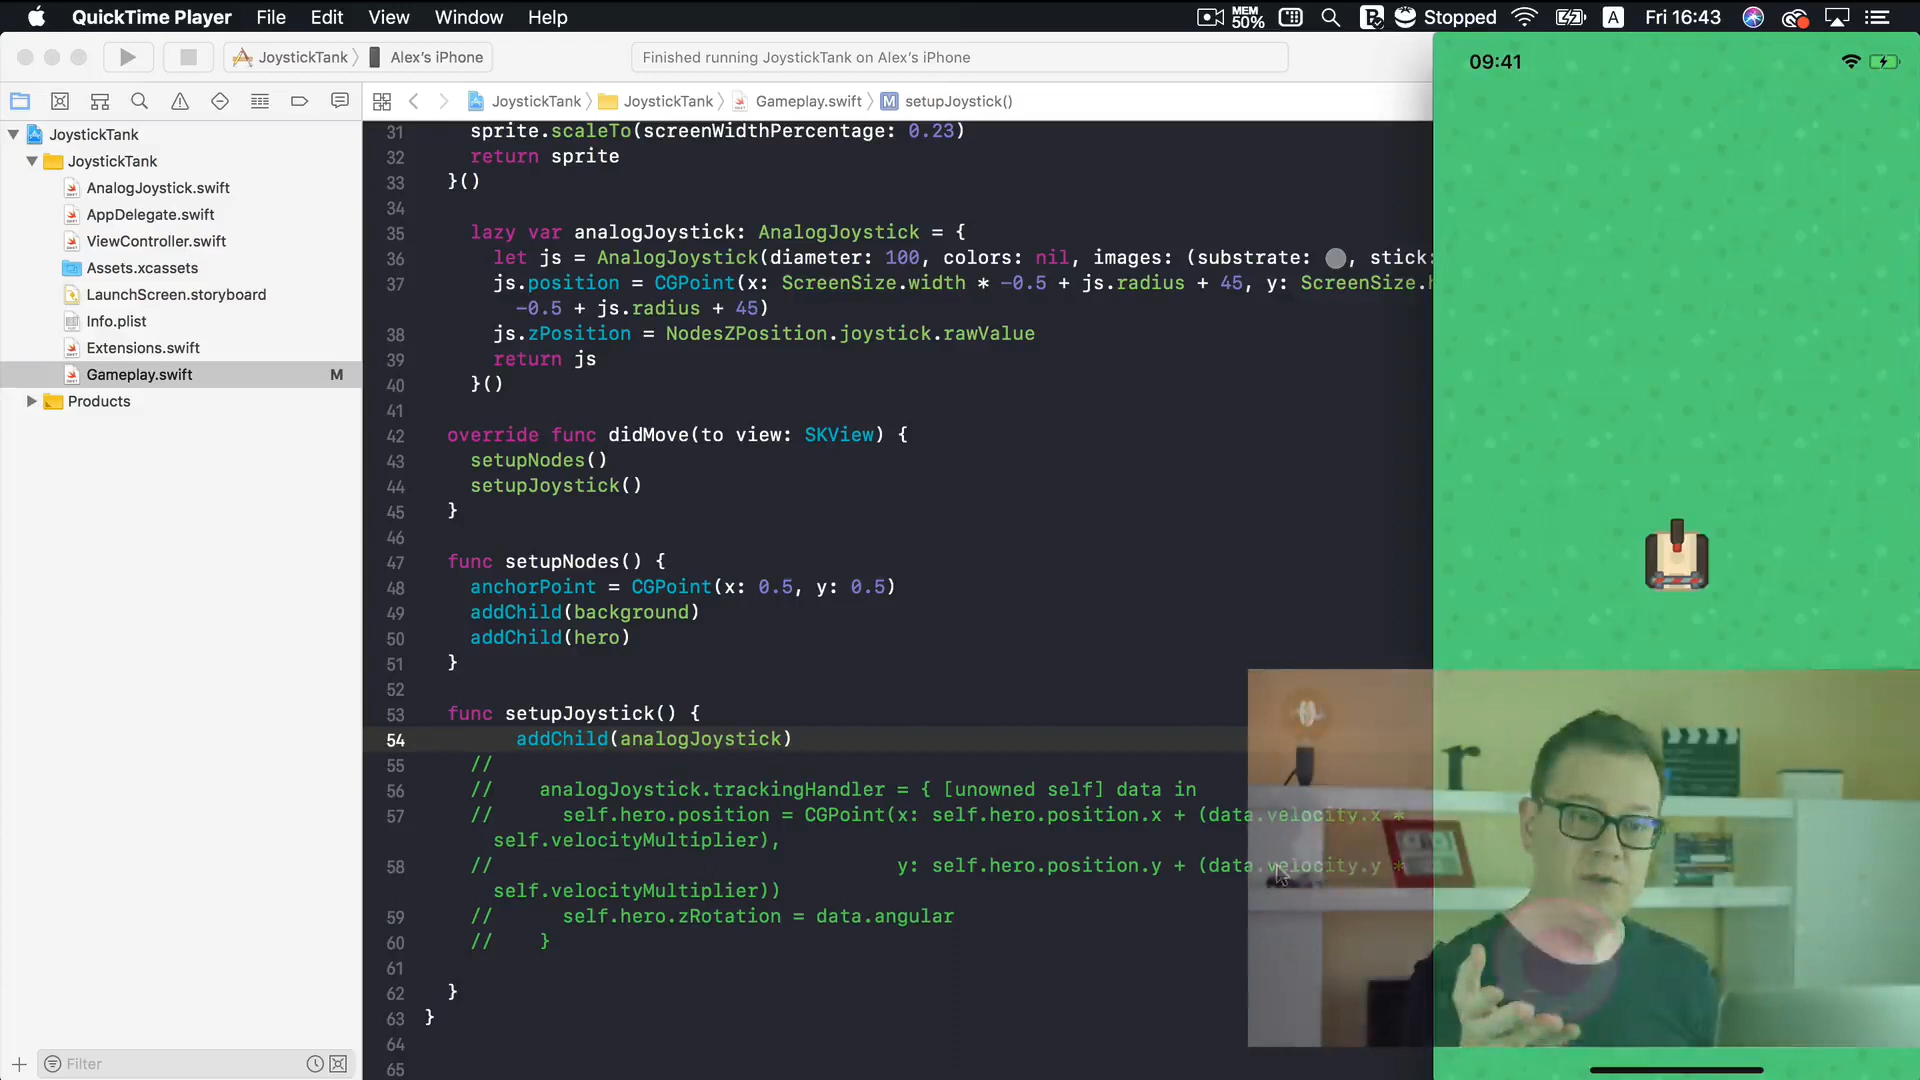 QuickTime Player File Edit View Window Help
MEM
50%
Stopped
A
Fri 16:43
JoystickTank
Alex's iPhone
Finished running JoystickTank on Alex's iPhone
09:41
JoystickTank JoystickTank Gameplay.swift M setupJoystick()
JoystickTank
JoystickTank
AnalogJoystick.swift
AppDelegate.swift
ViewController.swift
Assets.xcassets
LaunchScreen.storyboard
Info.plist
Extensions.swift
Gameplay.swift M
Products
Filter
31 sprite.scaleTo(screenWidthPercentage: 0.23)
32 return sprite
33 }()
34
35 lazy var analogJoystick: AnalogJoystick = {
36 let js = AnalogJoystick(diameter: 100, colors: nil, images: (substrate: , stick:
37 js.position = CGPoint(x: ScreenSize.width * -0.5 + js.radius + 45, y: ScreenSize.
-0.5 + js.radius + 45)
38 js.zPosition = NodesZPosition.joystick.rawValue
39 return js
40 }()
41
42 override func didMove(to view: SKView) {
43 setupNodes()
44 setupJoystick()
45 }
46
47 func setupNodes() {
48 anchorPoint = CGPoint(x: 0.5, y: 0.5)
49 addChild(background)
50 addChild(hero)
51 }
52
53 func setupJoystick() {
54 addChild(analogJoystick)
55 //
56 // analogJoystick.trackingHandler = { [unowned self] data in
57 // self.hero.position = CGPoint(x: self.hero.position.x + (data.velocity.x *
self.velocityMultiplier),
58 // y: self.hero.position.y + (data.velocity.y *
self.velocityMultiplier))
59 // self.hero.zRotation = data.angular
60 // }
61
62 }
63 }
64
65